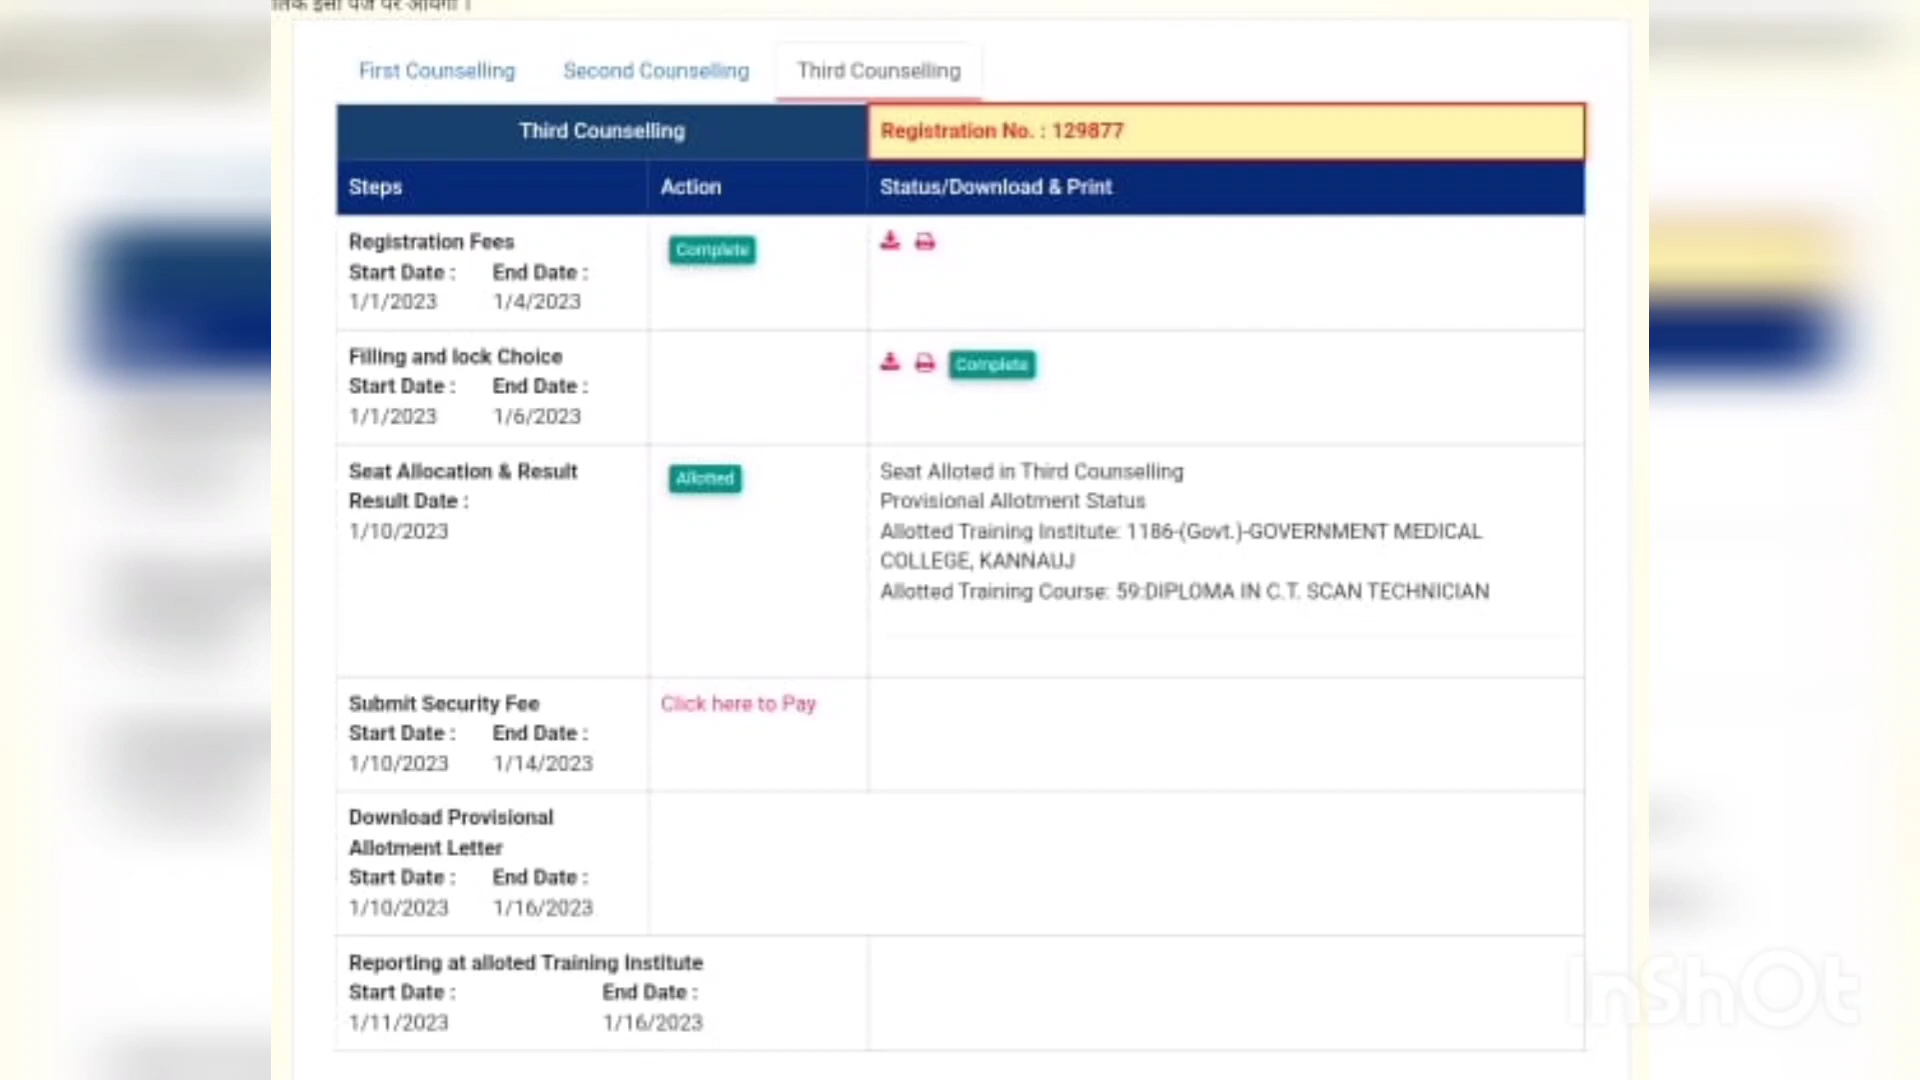 तिक इसी पेज पर आयेगा ।
First Counselling Second Counselling Third Counselling
Third Counselling Registration No. : 129877
Steps Action Status/Download & Print
Registration Fees Complete
Start Date : End Date :
1/1/2023 1/4/2023
Filling and lock Choice Complete
Start Date : End Date :
1/1/2023 1/6/2023
Seat Allocation & Result Allotted Seat Alloted in Third Counselling
Result Date : Provisional Allotment Status
1/10/2023 Allotted Training Institute: 1186-(Govt.)-GOVERNMENT MEDICAL
COLLEGE, KANNAUJ
Allotted Training Course: 59:DIPLOMA IN C.T. SCAN TECHNICIAN
Submit Security Fee Click here to Pay
Start Date : End Date :
1/10/2023 1/14/2023
Download Provisional
Allotment Letter
Start Date : End Date :
1/10/2023 1/16/2023
Reporting at alloted Training Institute
Start Date : End Date :
1/11/2023 1/16/2023
InShOt